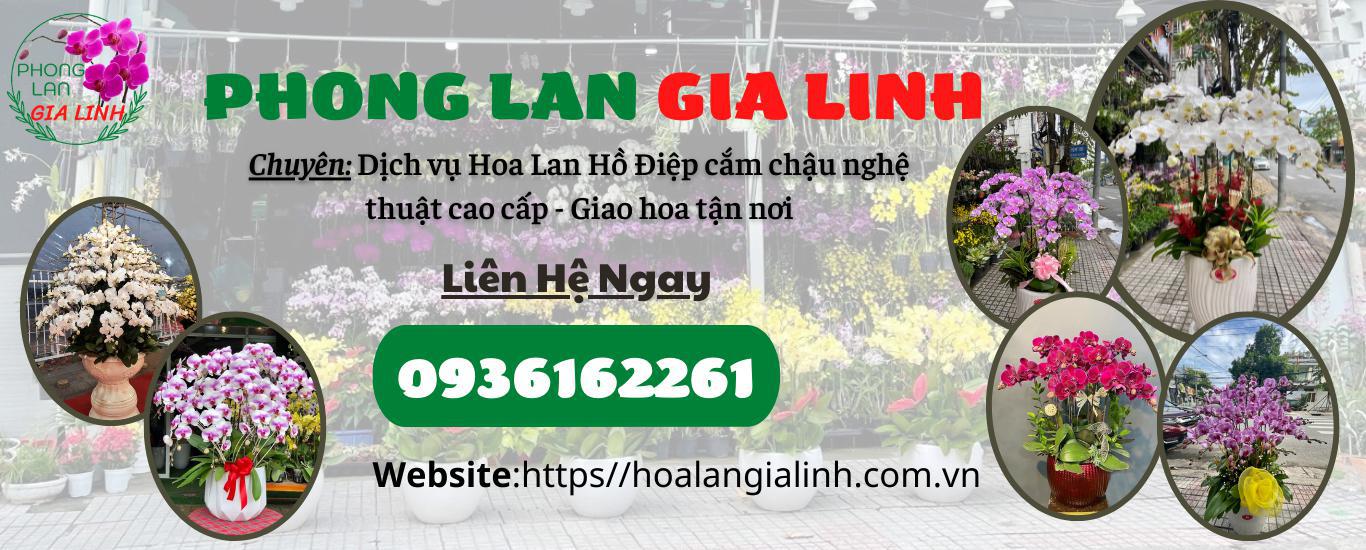 PHONG
LAN
GIA LINH
PHONG LAN GIA LINH
Chuyên: Dịch vụ Hoa Lan Hồ Điệp cắm chậu nghệ
thuật cao cấp - Giao hoa tận nơi
Liên Hệ Ngay
0936162261
Website:https//hoalangialinh.com.vn